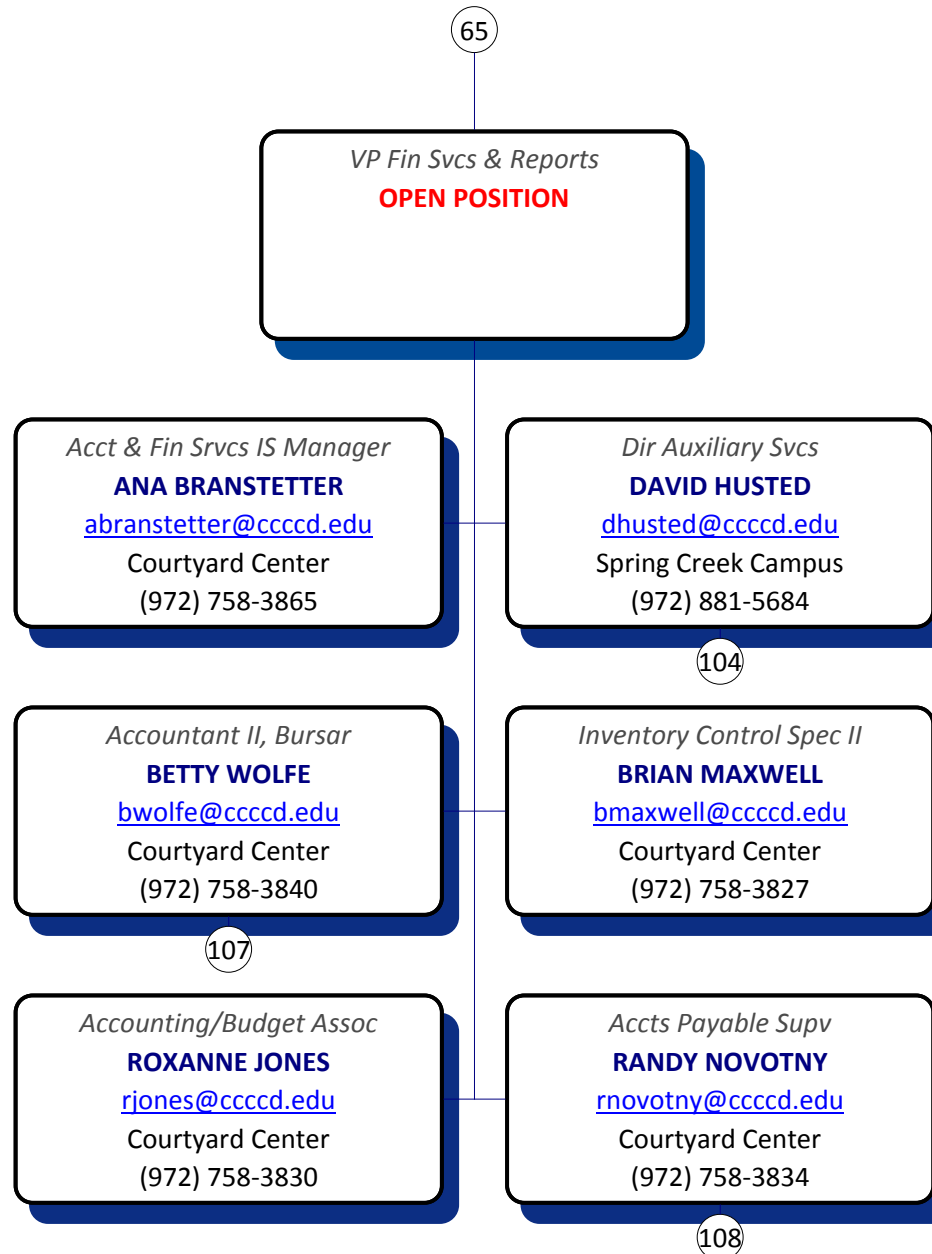 65
VP Fin Svcs & Reports
OPEN POSITION
Acct & Fin Srvcs IS Manager
ANA BRANSTETTER
abranstetter@ccccd.edu
Courtyard Center
(972) 758-3865
Dir Auxiliary Svcs
DAVID HUSTED
dhusted@ccccd.edu
Spring Creek Campus
(972) 881-5684
104
Accountant II, Bursar
BETTY WOLFE
bwolfe@ccccd.edu
Courtyard Center
(972) 758-3840
107
Inventory Control Spec II
BRIAN MAXWELL
bmaxwell@ccccd.edu
Courtyard Center
(972) 758-3827
Accounting/Budget Assoc
ROXANNE JONES
rjones@ccccd.edu
Courtyard Center
(972) 758-3830
Accts Payable Supv
RANDY NOVOTNY
rnovotny@ccccd.edu
Courtyard Center
(972) 758-3834
108